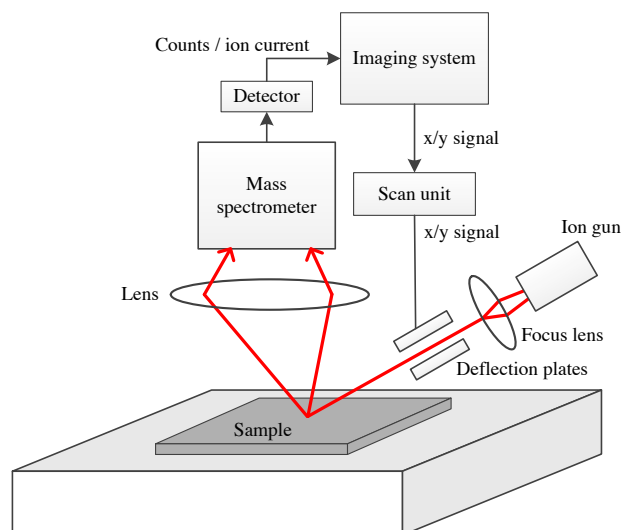 Counts / ion current
Imaging system
Detector
x/y signal
Mass
spectrometer
Scan unit
x/y signal
Ion gun
Lens
Focus lens
Deflection plates
Sample